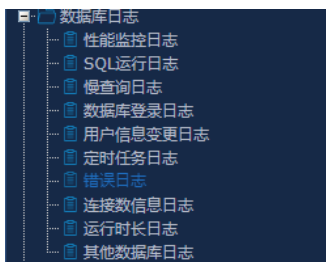 数据库日志
性能监控日志
SQL运行日志
慢查询日志
数据库登录日志
用户信息变更日志
定时任务日志
错误日志
连接数信息日志
运行时长日志
其他数据库日志